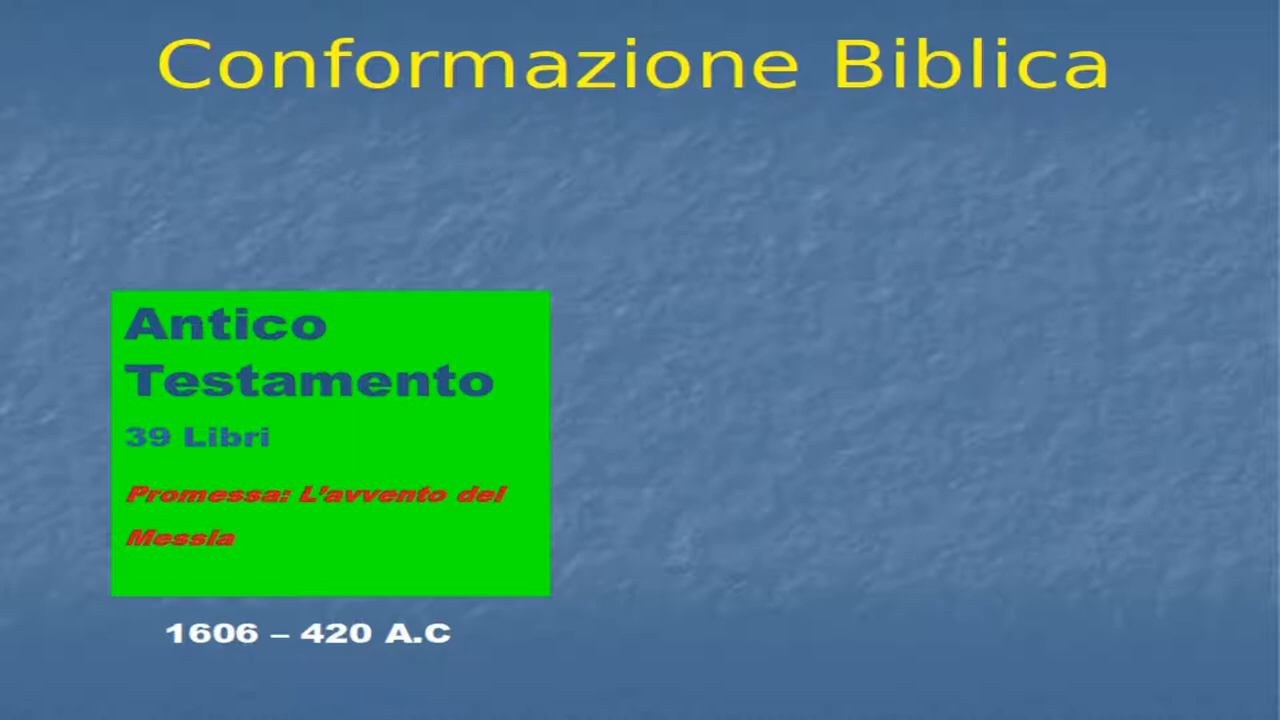 Conformazione Biblica
Antico
Testamento
39 Libri
Promessa: L'avvento del
Messia
1606 – 420 A.C